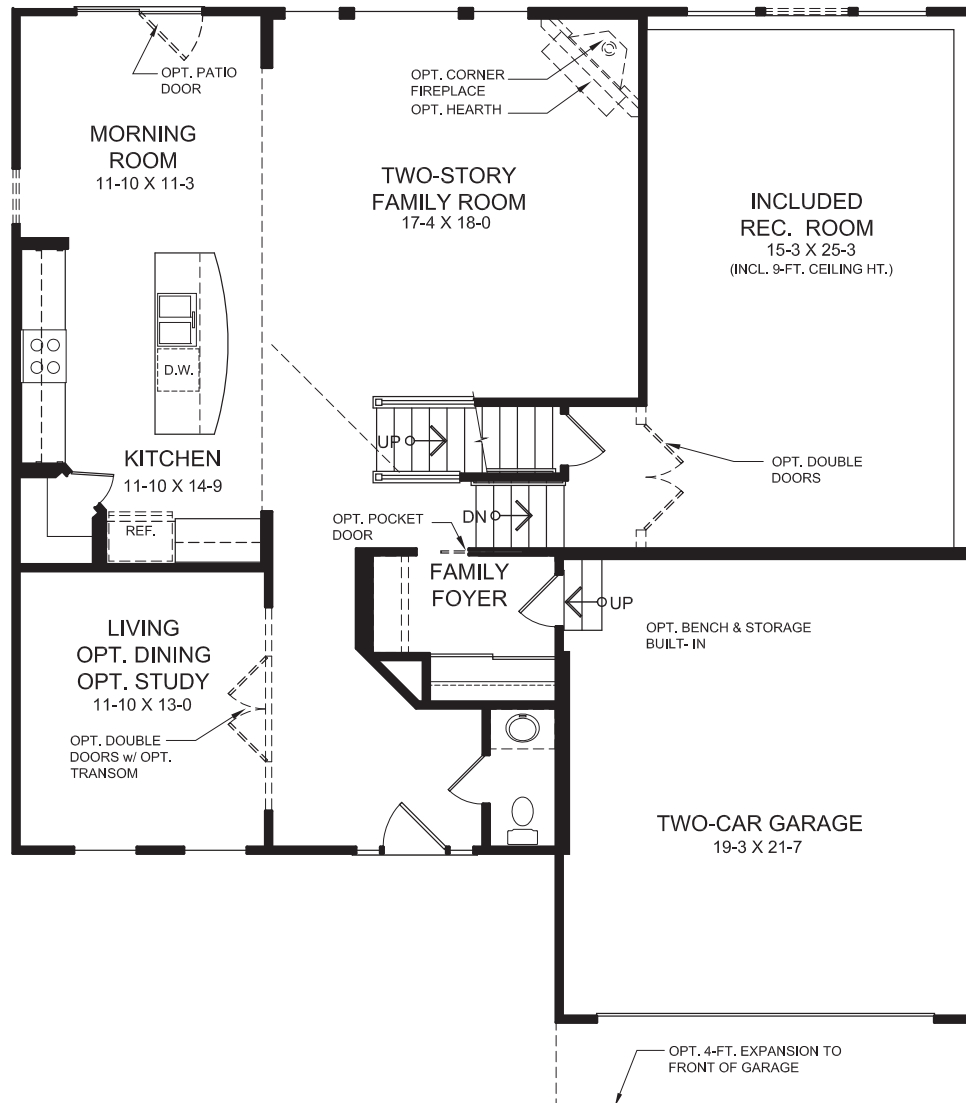 OPT. PATIO
DOOR
MORNING
ROOM
11-10 X 11-3
OPT. CORNER
FIREPLACE
OPT. HEARTH
TWO-STORY
FAMILY ROOM
17-4 X 18-0
INCLUDED
REC. ROOM
15-3 X 25-3
(INCL. 9-FT. CEILING HT.)
D.W.
KITCHEN
11-10 X 14-9
REF.
UP
DN
OPT. DOUBLE
DOORS
OPT. POCKET
DOOR
FAMILY
FOYER
UP
OPT. BENCH & STORAGE
BUILT- IN
LIVING
OPT. DINING
OPT. STUDY
11-10 X 13-0
OPT. DOUBLE
DOORS w/ OPT.
TRANSOM
TWO-CAR GARAGE
19-3 X 21-7
OPT. 4-FT. EXPANSION TO
FRONT OF GARAGE